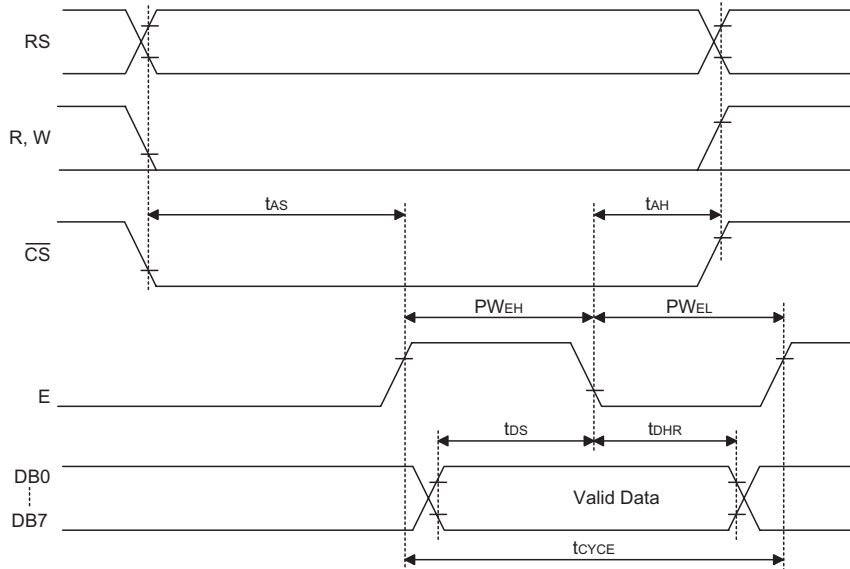 RS
R, W
tAS
tAH
CS
PWEH
PWEL
E
tDS
tDHR
DB0
Valid Data
DB7
tCYCE